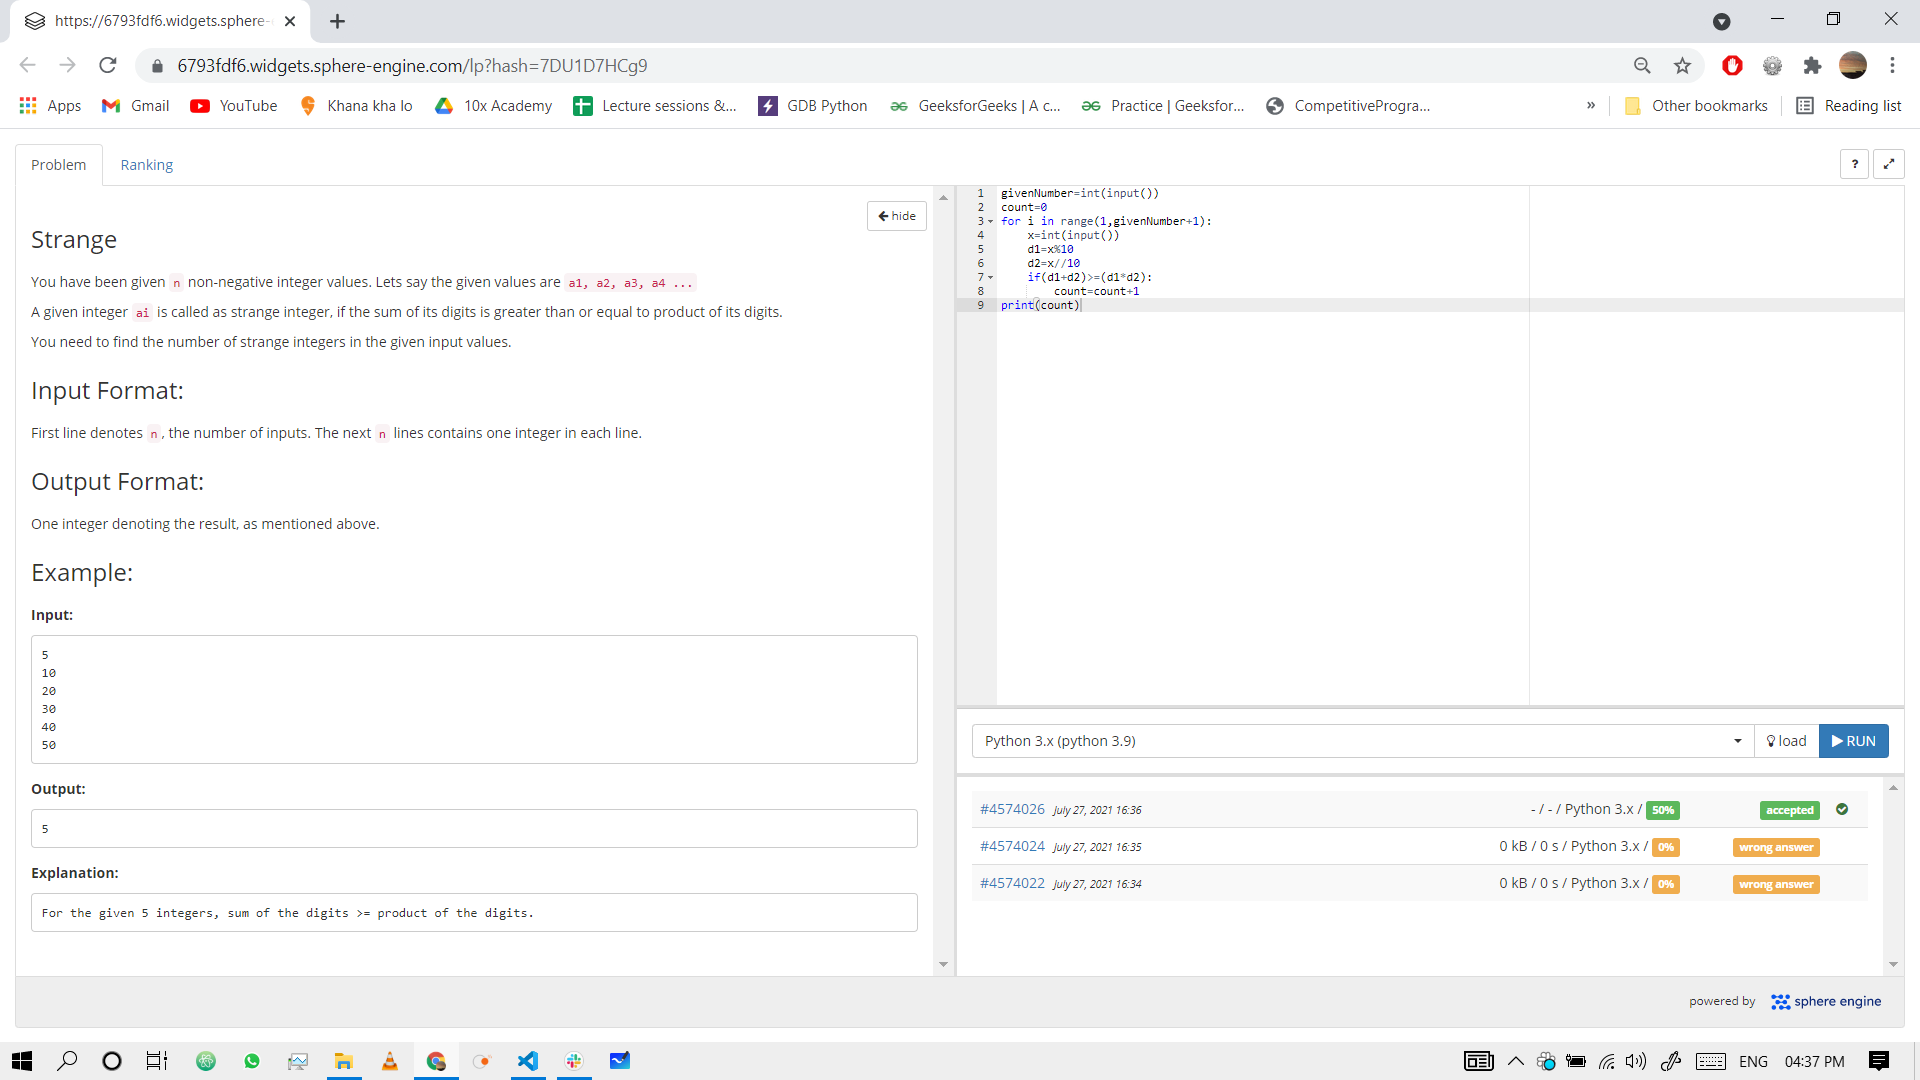 https://6793fdf6.widgets.sphere-
6793fdf6.widgets.sphere-engine.com/lp?hash=7DU1D7HCg9
Apps Gmail YouTube Khana kha lo 10x Academy Lecture sessions &... GDB Python GeeksforGeeks | A c... Practice | Geeksfor... CompetitiveProgra... » Other bookmarks Reading list
Problem Ranking ?
hide
Strange
You have been given n non-negative integer values. Lets say the given values are a1, a2, a3, a4 ...
A given integer ai is called as strange integer, if the sum of its digits is greater than or equal to product of its digits.
You need to find the number of strange integers in the given input values.
Input Format:
First line denotes n, the number of inputs. The next n lines contains one integer in each line.
Output Format:
One integer denoting the result, as mentioned above.
Example:
Input:
5
10
20
30
40
50
Output:
5
Explanation:
For the given 5 integers, sum of the digits >= product of the digits.
1 givenNumber=int(input())
2 count=0
3 for i in range(1,givenNumber+1):
4 x=int(input())
5 d1=x%10
6 d2=x//10
7 if(d1+d2)>=(d1*d2):
8 count=count+1
9 print(count)
Python 3.x (python 3.9) load RUN
#4574026 July 27, 2021 16:36 - / - / Python 3.x / 50% accepted
#4574024 July 27, 2021 16:35 0 kB / 0 s / Python 3.x / 0% wrong answer
#4574022 July 27, 2021 16:34 0 kB / 0 s / Python 3.x / 0% wrong answer
powered by sphere engine
ENG 04:37 PM